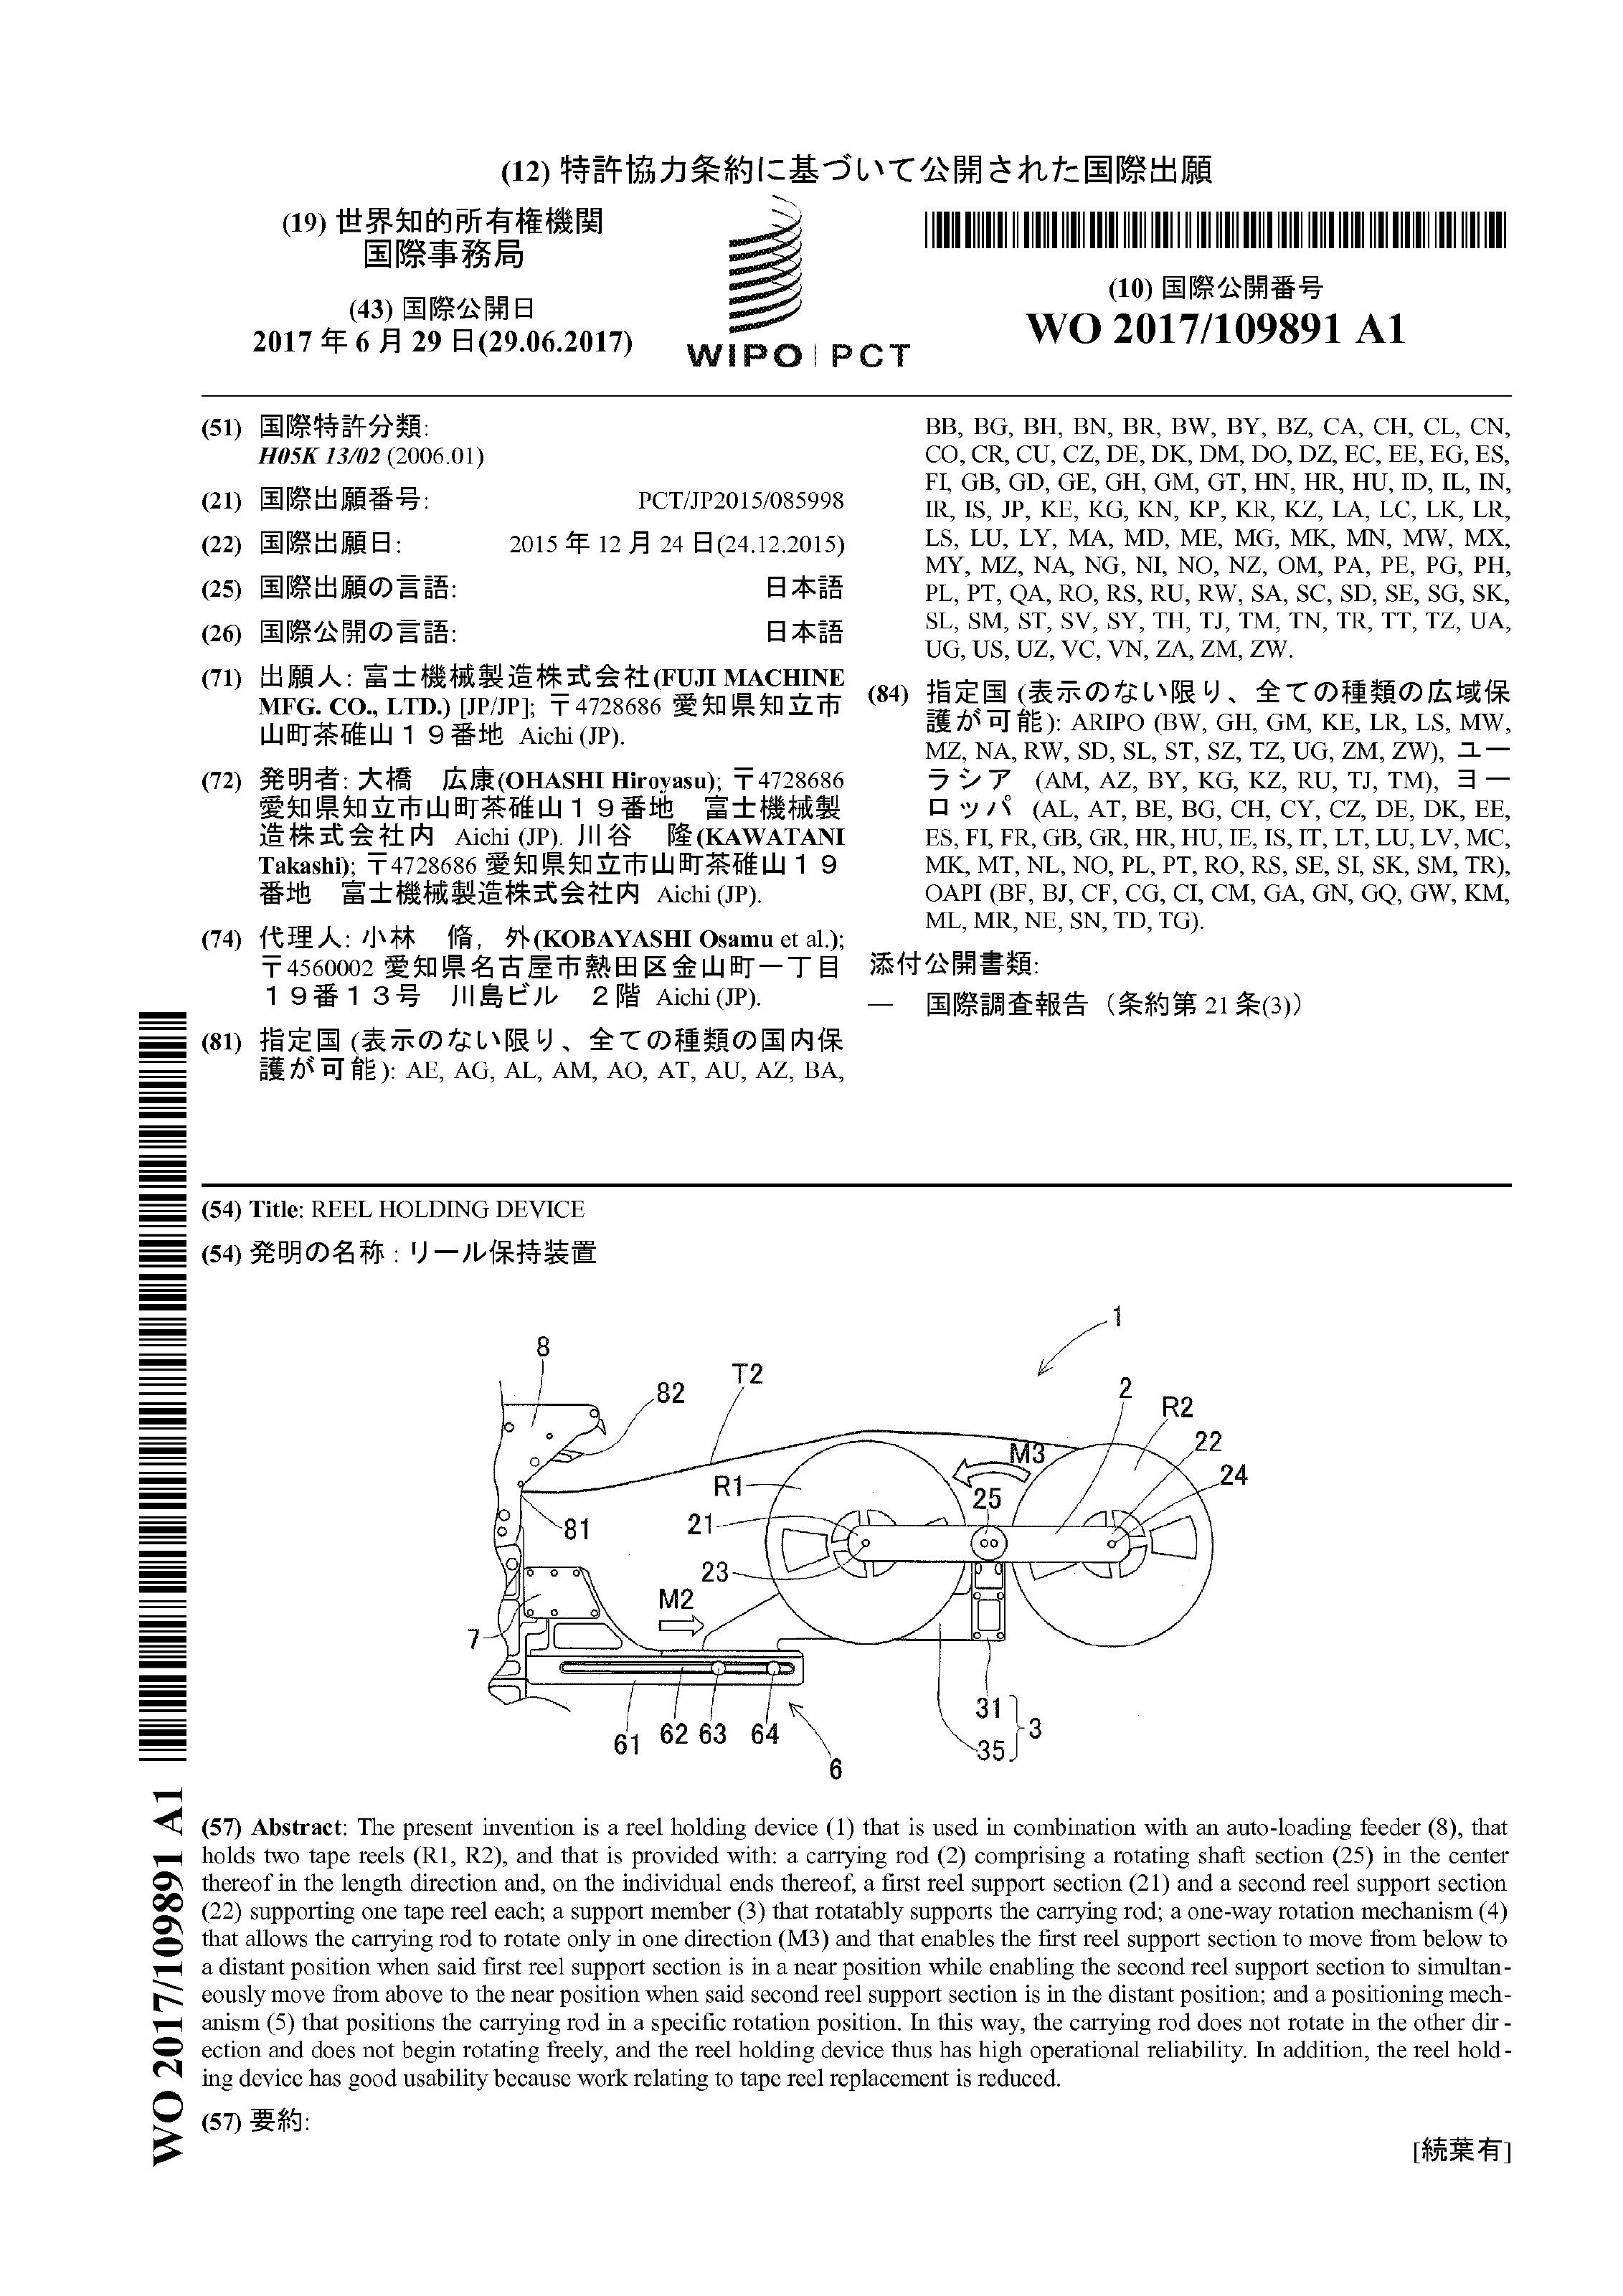 (12) 特許協力条約に基づいて公開された国際出願
(19) 世界知的所有権機関
国際事務局
(43) 国際公開日
2017 年 6 月 29 日(29.06.2017)
WIPO | PCT
(10) 国際公開番号
WO 2017/109891 A1
(51) 国際特許分類:
H05K 13/02 (2006.01)
(21) 国際出願番号: PCT/JP2015/085998
(22) 国際出願日: 2015 年 12 月 24 日(24.12.2015)
(25) 国際出願の言語: 日本語
(26) 国際公開の言語: 日本語
(71) 出願人: 富士機械製造株式会社(FUJI MACHINE
MFG. CO., LTD.) [JP/JP]; 〒4728686 愛知県知立市
山町茶碓山１９番地 Aichi (JP).
(72) 発明者: 大橋 広康(OHASHI Hiroyasu); 〒4728686
愛知県知立市山町茶碓山１９番地 富士機械製
造株式会社内 Aichi (JP). 川谷 隆(KAWATANI
Takashi); 〒4728686 愛知県知立市山町茶碓山１９
番地 富士機械製造株式会社内 Aichi (JP).
(74) 代理人: 小林 脩, 外(KOBAYASHI Osamu et al.);
〒4560002 愛知県名古屋市熱田区金山町一丁目
１９番１３号 川島ビル ２階 Aichi (JP).
(81) 指定国 (表示のない限り、全ての種類の国内保
護が可能): AE, AG, AL, AM, AO, AT, AU, AZ, BA,
BB, BG, BH, BN, BR, BW, BY, BZ, CA, CH, CL, CN,
CO, CR, CU, CZ, DE, DK, DM, DO, DZ, EC, EE, EG, ES,
FI, GB, GD, GE, GH, GM, GT, HN, HR, HU, ID, IL, IN,
IR, IS, JP, KE, KG, KN, KP, KR, KZ, LA, LC, LK, LR,
LS, LU, LY, MA, MD, ME, MG, MK, MN, MW, MX,
MY, MZ, NA, NG, NI, NO, NZ, OM, PA, PE, PG, PH,
PL, PT, QA, RO, RS, RU, RW, SA, SC, SD, SE, SG, SK,
SL, SM, ST, SV, SY, TH, TJ, TM, TN, TR, TT, TZ, UA,
UG, US, UZ, VC, VN, ZA, ZM, ZW.
(84) 指定国 (表示のない限り、全ての種類の広域保
護が可能): ARIPO (BW, GH, GM, KE, LR, LS, MW,
MZ, NA, RW, SD, SL, ST, SZ, TZ, UG, ZM, ZW), ユー
ラシア (AM, AZ, BY, KG, KZ, RU, TJ, TM), ヨー
ロッパ (AL, AT, BE, BG, CH, CY, CZ, DE, DK, EE,
ES, FI, FR, GB, GR, HR, HU, IE, IS, IT, LT, LU, LV, MC,
MK, MT, NL, NO, PL, PT, RO, RS, SE, SI, SK, SM, TR),
OAPI (BF, BJ, CF, CG, CI, CM, GA, GN, GQ, GW, KM,
ML, MR, NE, SN, TD, TG).
添付公開書類:
— 国際調査報告（条約第 21 条(3)）
(54) Title: REEL HOLDING DEVICE
(54) 発明の名称 : リール保持装置
1
8
82
T2
2
R2
22
24
M3
R1
25
21
81
23
M2
7
31
3
35
61
62
63
64
6
(57) Abstract: The present invention is a reel holding device (1) that is used in combination with an auto-loading feeder (8), that
holds two tape reels (R1, R2), and that is provided with: a carrying rod (2) comprising a rotating shaft section (25) in the center
thereof in the length direction and, on the individual ends thereof, a first reel support section (21) and a second reel support section
(22) supporting one tape reel each; a support member (3) that rotatably supports the carrying rod; a one-way rotation mechanism (4)
that allows the carrying rod to rotate only in one direction (M3) and that enables the first reel support section to move from below to
a distant position when said first reel support section is in a near position while enabling the second reel support section to simultan-
eously move from above to the near position when said second reel support section is in the distant position; and a positioning mech-
anism (5) that positions the carrying rod in a specific rotation position. In this way, the carrying rod does not rotate in the other dir-
ection and does not begin rotating freely, and the reel holding device thus has high operational reliability. In addition, the reel hold-
ing device has good usability because work relating to tape reel replacement is reduced.
(57) 要約:
[続葉有]
WO 2017/109891 A1